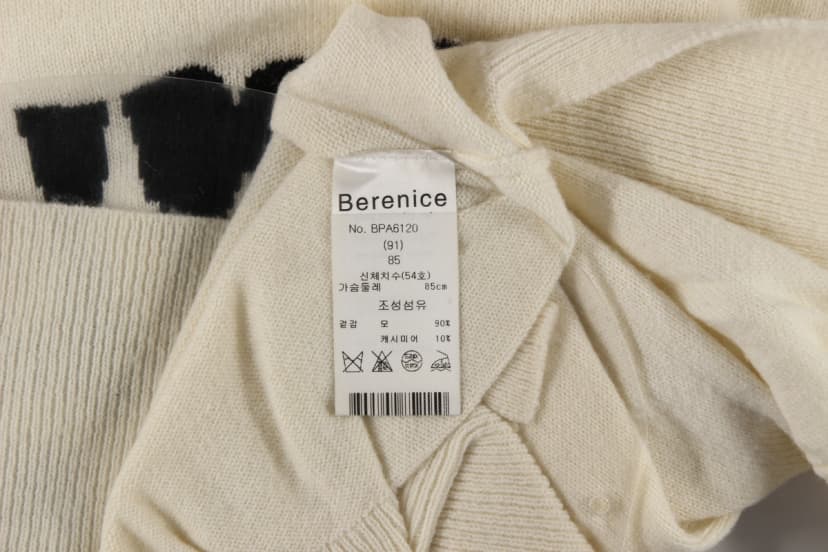 Berenice
No. BPA6120
(91)
85
신체치수(54호)
가슴둘레 85cm
조성섬유
겉감 모 90%
캐시미어 10%